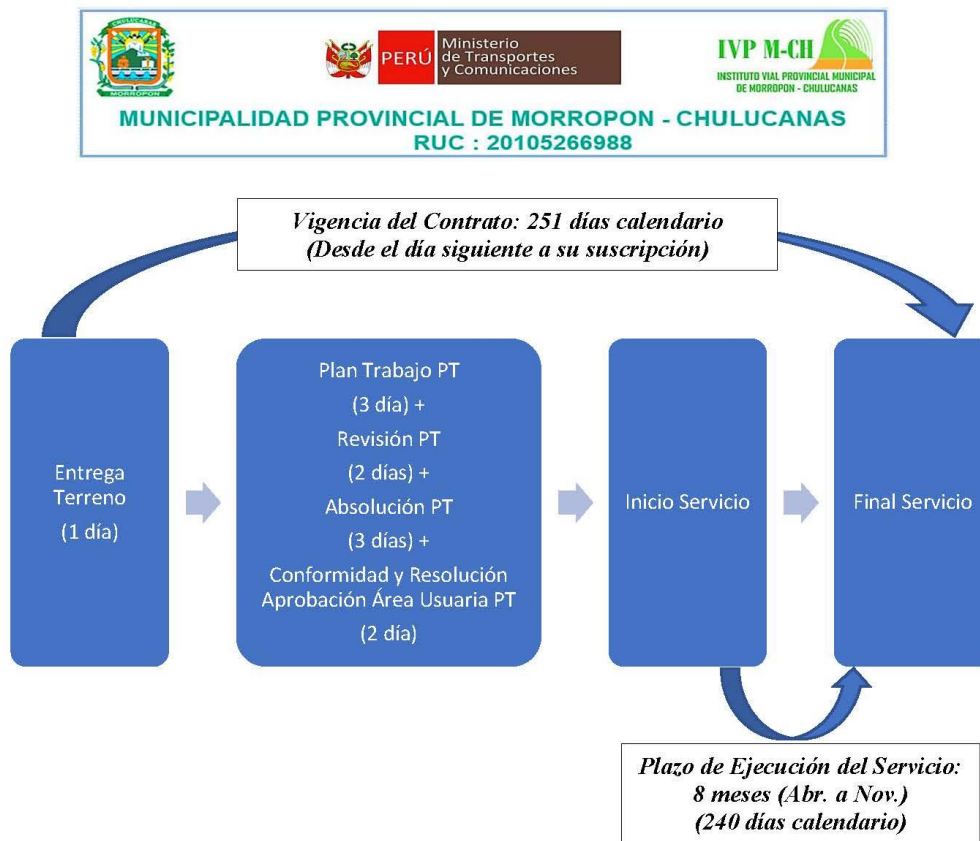 CHULUCANAS
MORROPON
PERÚ
Ministerio
de Transportes
y Comunicaciones
IVP M-CH
INSTITUTO VIAL PROVINCIAL MUNICIPAL
DE MORROPON - CHULUCANAS
MUNICIPALIDAD PROVINCIAL DE MORROPON - CHULUCANAS
RUC : 20105266988
Vigencia del Contrato: 251 días calendario
(Desde el día siguiente a su suscripción)
Entrega
Terreno
(1 día)
Plan Trabajo PT
(3 día) +
Revisión PT
(2 días) +
Absolución PT
(3 días) +
Conformidad y Resolución
Aprobación Área Usuaria PT
(2 día)
Inicio Servicio
Final Servicio
Plazo de Ejecución del Servicio:
8 meses (Abr. a Nov.)
(240 días calendario)